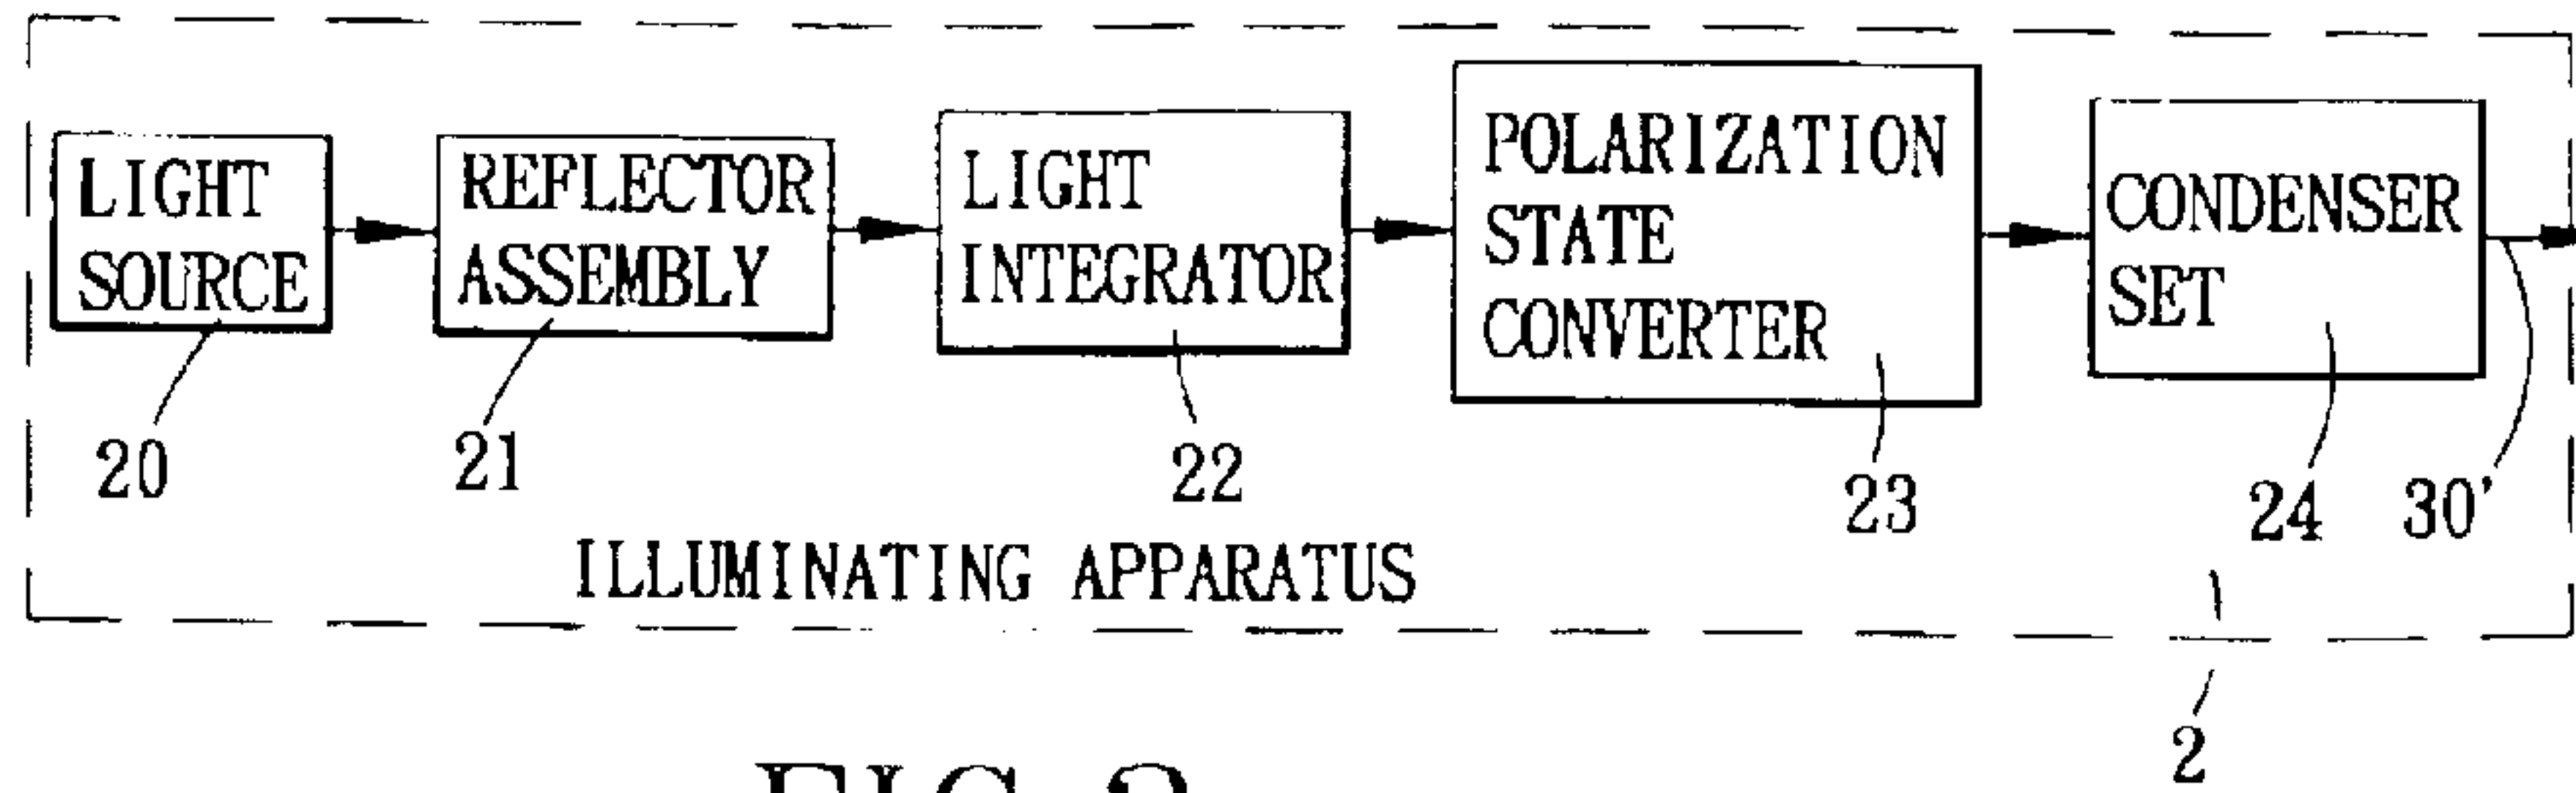 LIGHT
SOURCE
REFLECTOR
ASSEMBLY
LIGHT
INTEGRATOR
POLARIZATION
STATE
CONVERTER
CONDENSER
SET
20
21
22
23
24
30'
ILLUMINATING APPARATUS
2